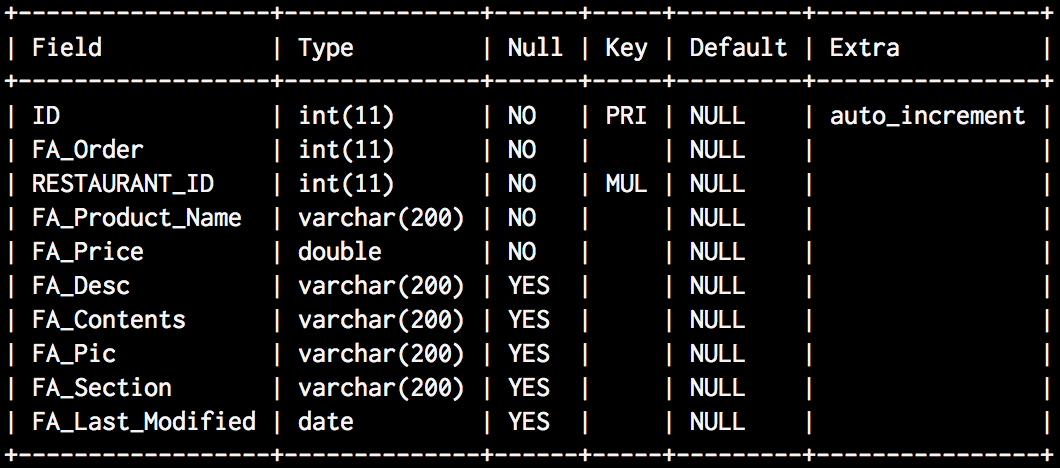 +------------------+--------------+------+-----+---------+----------------+
| Field            | Type         | Null | Key | Default | Extra          |
+------------------+--------------+------+-----+---------+----------------+
| ID               | int(11)      | NO   | PRI | NULL    | auto_increment |
| FA_Order         | int(11)      | NO   |     | NULL    |                |
| RESTAURANT_ID    | int(11)      | NO   | MUL | NULL    |                |
| FA_Product_Name  | varchar(200) | NO   |     | NULL    |                |
| FA_Price         | double       | NO   |     | NULL    |                |
| FA_Desc          | varchar(200) | YES  |     | NULL    |                |
| FA_Contents      | varchar(200) | YES  |     | NULL    |                |
| FA_Pic           | varchar(200) | YES  |     | NULL    |                |
| FA_Section       | varchar(200) | YES  |     | NULL    |                |
| FA_Last_Modified | date         | YES  |     | NULL    |                |
+------------------+--------------+------+-----+---------+----------------+